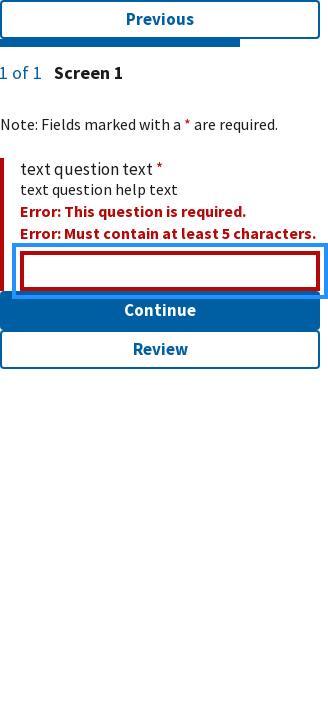 Previous
1 of 1 Screen 1
Note: Fields marked with a * are required.
text question text *
text question help text
Error: This question is required.
Error: Must contain at least 5 characters.
Continue
Review